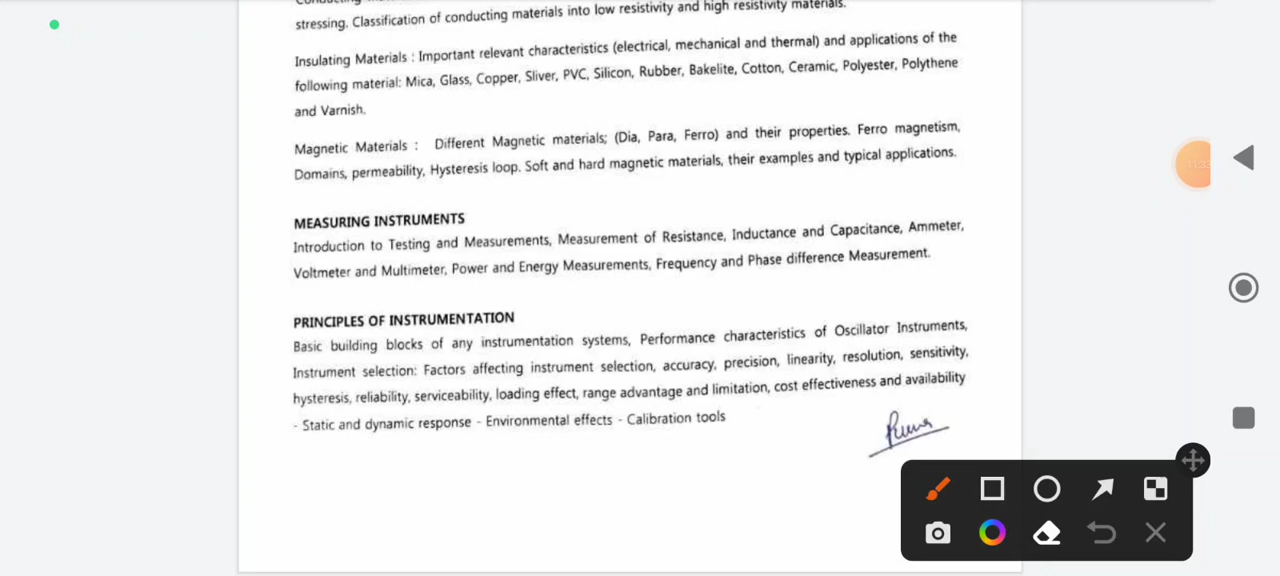 stressing. Classification of conducting materials into low resistivity and high resistivity materials.
Insulating Materials : Important relevant characteristics (electrical, mechanical and thermal) and applications of the
following material: Mica, Glass, Copper, Sliver, PVC, Silicon, Rubber, Bakelite, Cotton, Ceramic, Polyester, Polythene
and Varnish.
Magnetic Materials : Different Magnetic materials; (Dia, Para, Ferro) and their properties. Ferro magnetism,
Domains, permeability, Hysteresis loop. Soft and hard magnetic materials, their examples and typical applications.
MEASURING INSTRUMENTS
Introduction to Testing and Measurements, Measurement of Resistance, Inductance and Capacitance, Ammeter,
Voltmeter and Multimeter, Power and Energy Measurements, Frequency and Phase difference Measurement.
PRINCIPLES OF INSTRUMENTATION
Basic building blocks of any instrumentation systems, Performance characteristics of Oscillator Instruments,
Instrument selection: Factors affecting instrument selection, accuracy, precision, linearity, resolution, sensitivity,
hysteresis, reliability, serviceability, loading effect, range advantage and limitation, cost effectiveness and availability
- Static and dynamic response - Environmental effects - Calibration tools